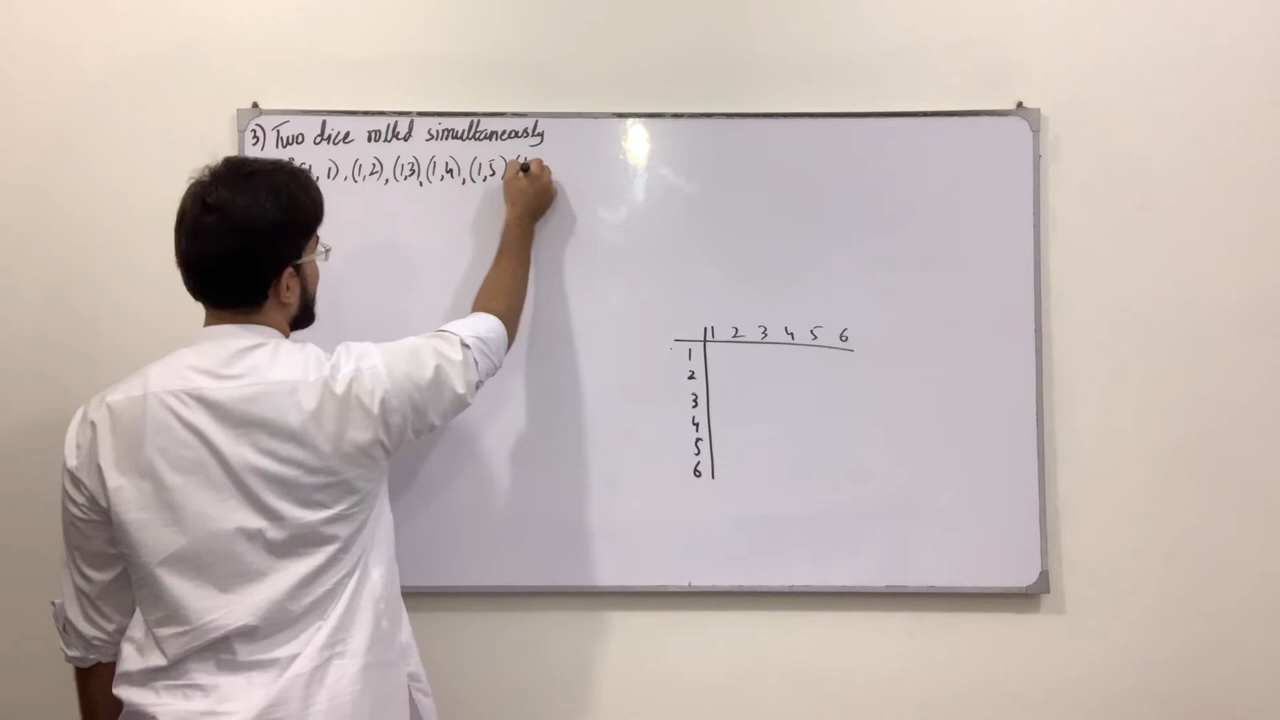 3) Two dice rolled simultaneously
1), (1,2), (1,3), (1,4), (1,5)
1 2 3 4 5 6
1
2
3
4
5
6